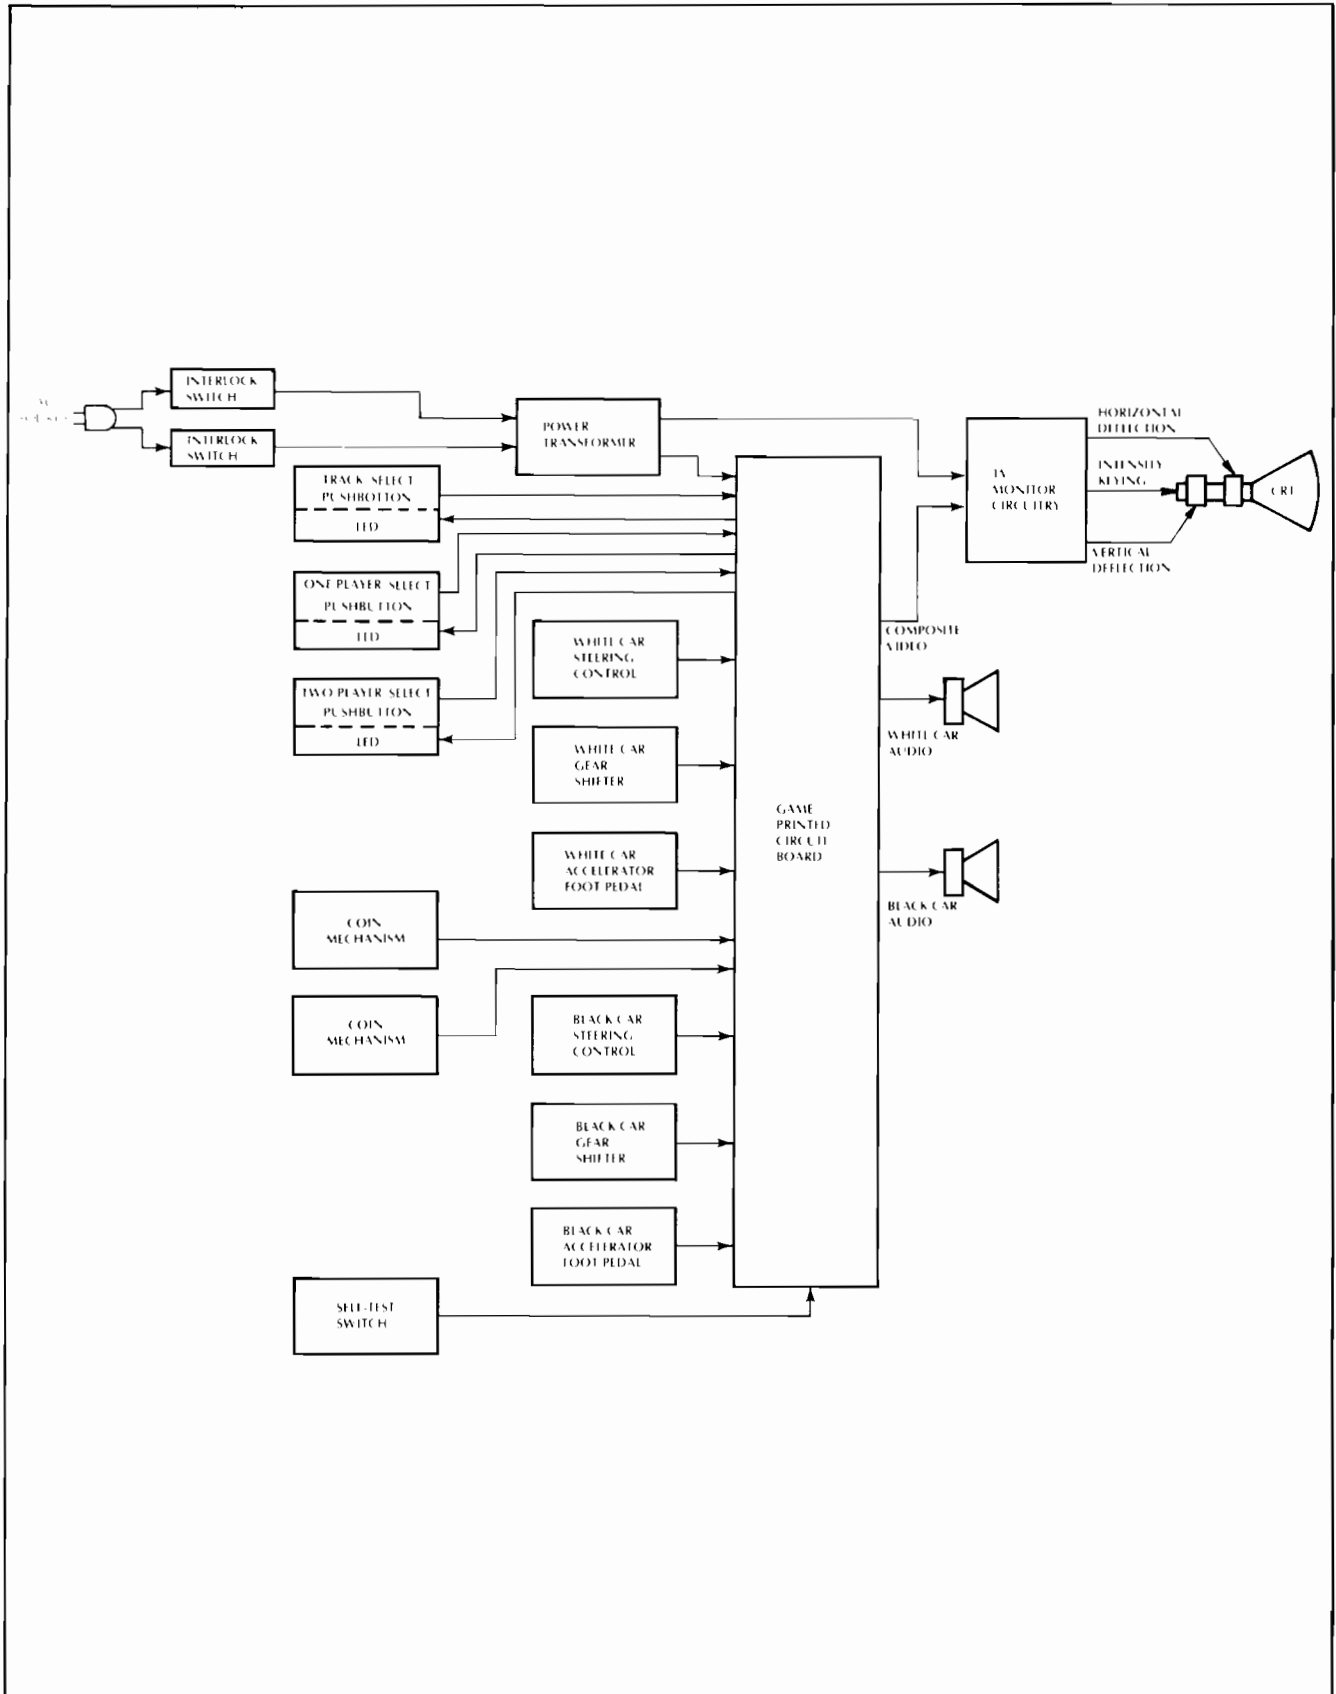 INTERLOCK
SWITCH
INTERLOCK
SWITCH
POWER
TRANSFORMER
TRACK SELECT
PUSHBUTTON
LED
ONE PLAYER SELECT
PUSHBUTTON
LED
TWO PLAYER SELECT
PUSHBUTTON
LED
WHITE CAR
STEERING
CONTROL
WHITE CAR
GEAR
SHIFTER
WHITE CAR
ACCELERATOR
FOOT PEDAL
COIN
MECHANISM
COIN
MECHANISM
BLACK CAR
STEERING
CONTROL
BLACK CAR
GEAR
SHIFTER
BLACK CAR
ACCELERATOR
FOOT PEDAL
SELF-TEST
SWITCH
GAME
PRINTED
CIRCUIT
BOARD
TV
MONITOR
CIRCUITRY
HORIZONTAL
DEFLECTION
INTENSITY
KEYING
VERTICAL
DEFLECTION
CRT
COMPOSITE
VIDEO
WHITE CAR
AUDIO
BLACK CAR
AUDIO